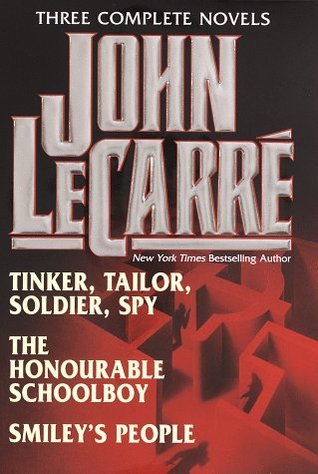 THREE COMPLETE NOVELS
JOHN
LECARRÉ
New York Times Bestselling Author
TINKER, TAILOR,
SOLDIER, SPY
THE
HONOURABLE
SCHOOLBOY
SMILEY'S PEOPLE